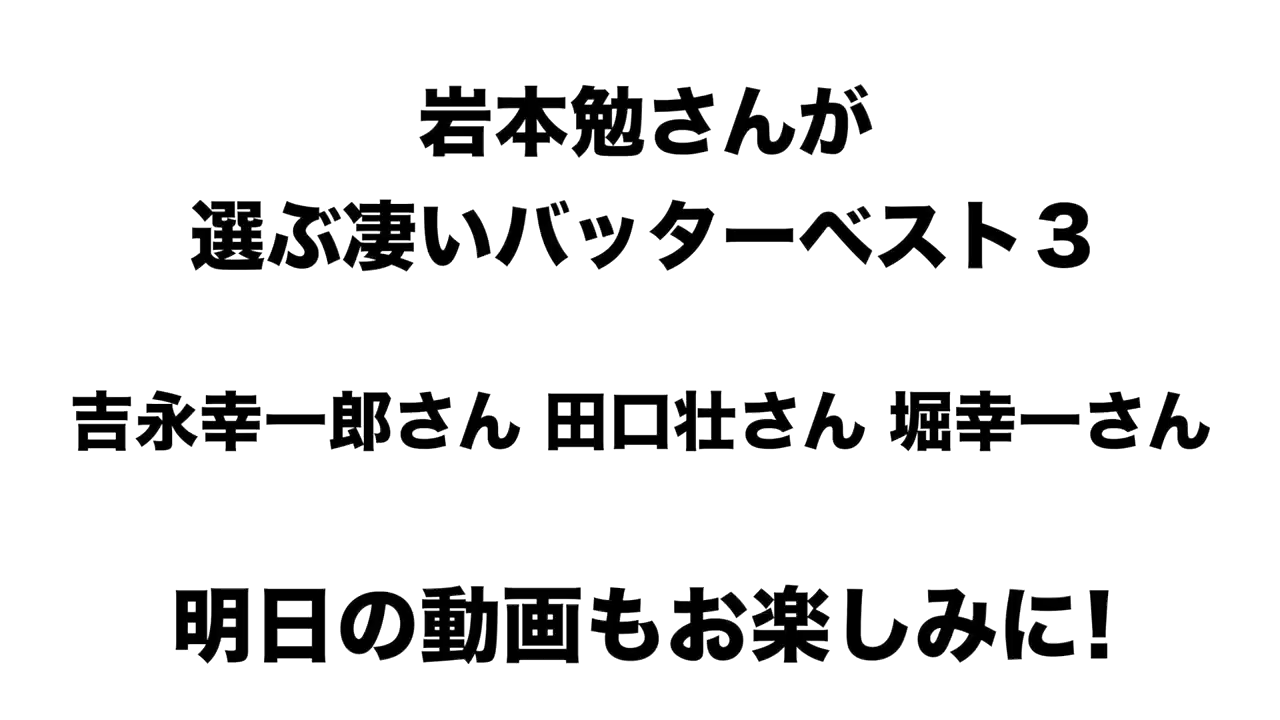 岩本勉さんが
選ぶ凄いバッターベスト３
吉永幸一郎さん 田口壮さん 堀幸一さん
明日の動画もお楽しみに!